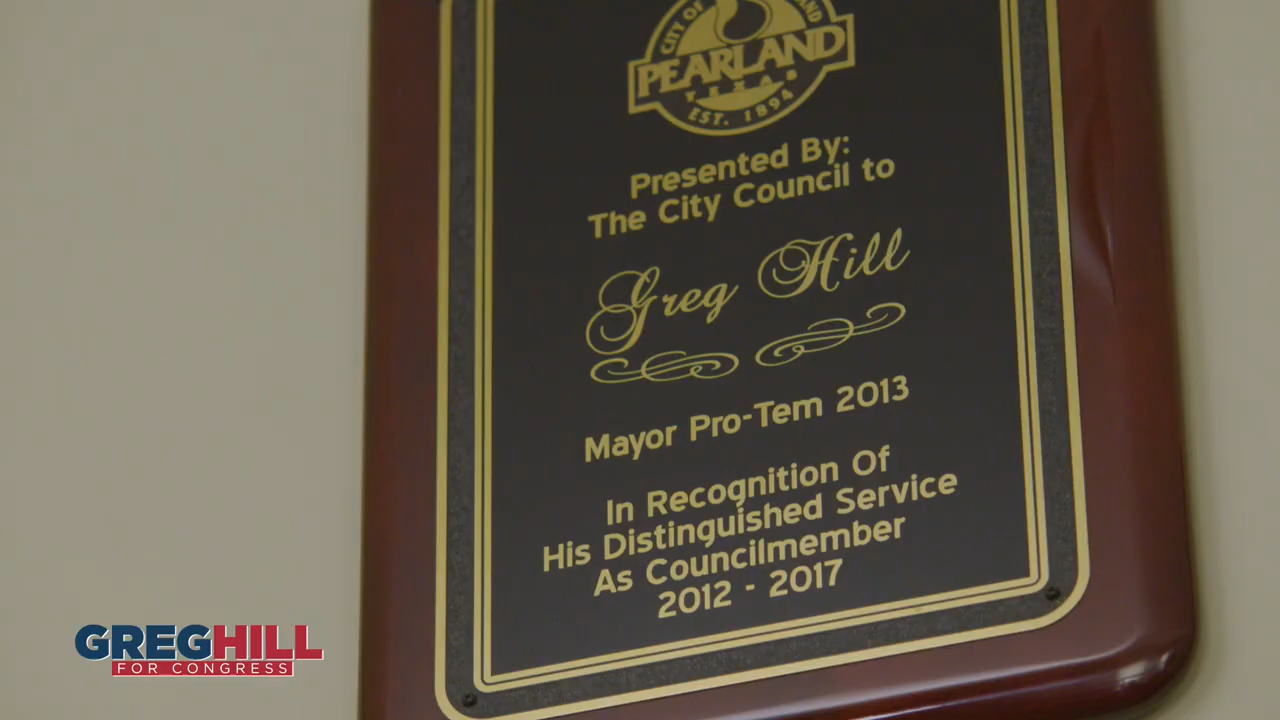 CITY OF
PEARLAND
TEXAS
EST. 1894
Presented By:
The City Council to
Greg Hill
Mayor Pro-Tem 2013
In Recognition Of
His Distinguished Service
As Councilmember
2012 - 2017
GREGHILL
FOR CONGRESS